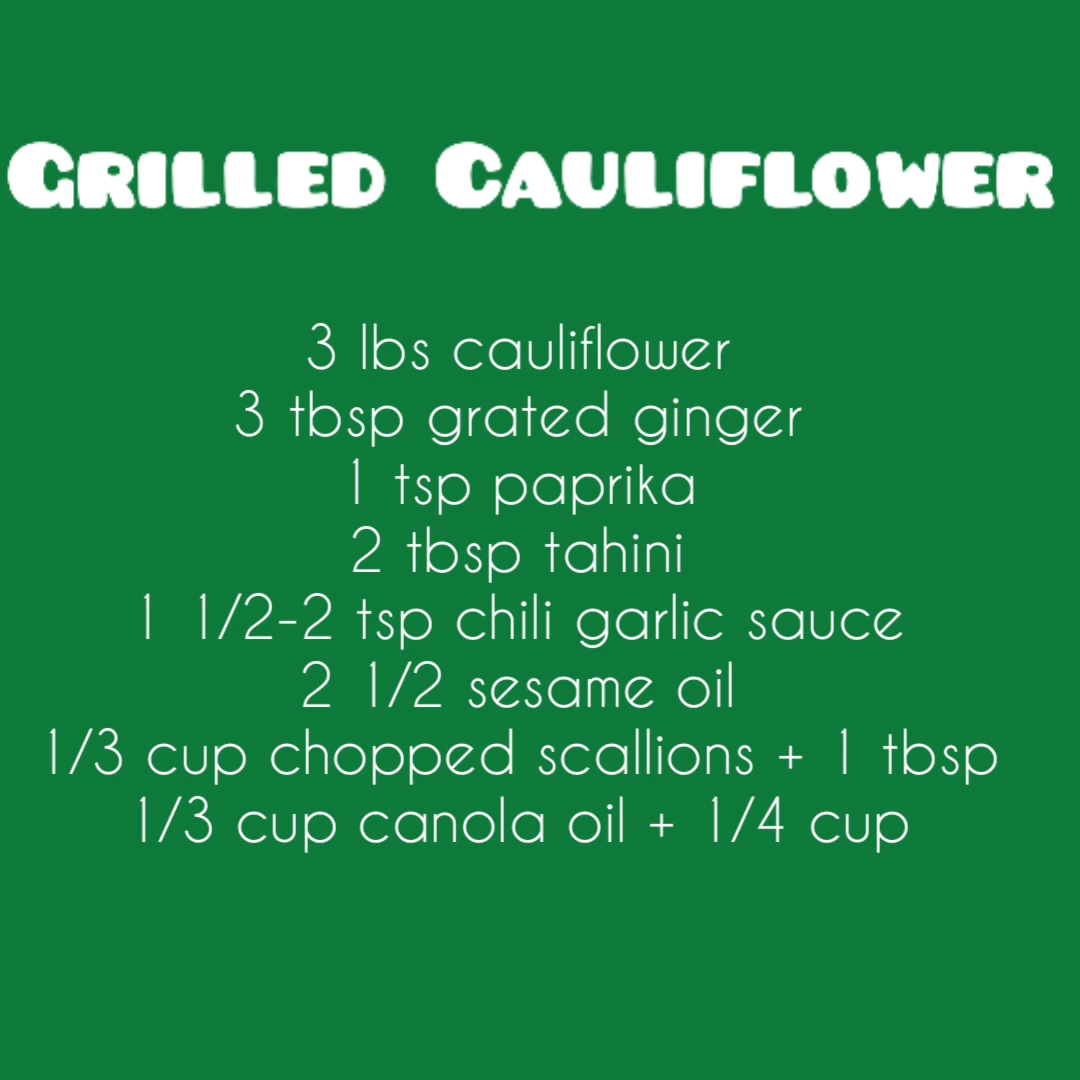 Grilled Cauliflower
3 lbs cauliflower
3 tbsp grated ginger
1 tsp paprika
2 tbsp tahini
1 1/2-2 tsp chili garlic sauce
2 1/2 sesame oil
1/3 cup chopped scallions + 1 tbsp
1/3 cup canola oil + 1/4 cup